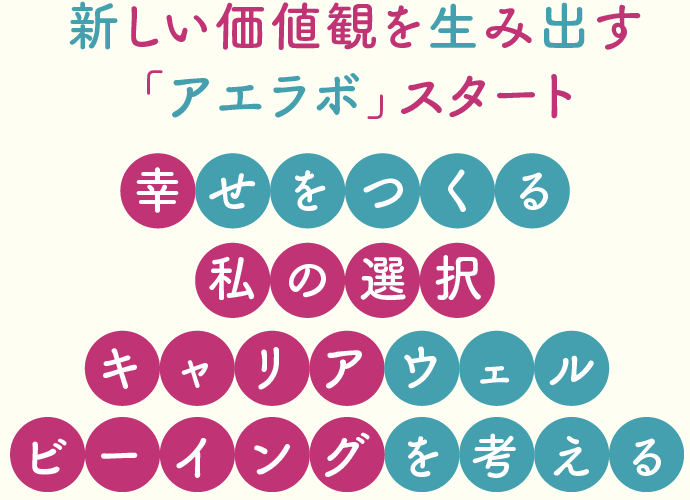 新しい価値観を生み出す
「アエラボ」スタート
幸せをつくる
私の選択
キャリアウェル
ビーイングを考える